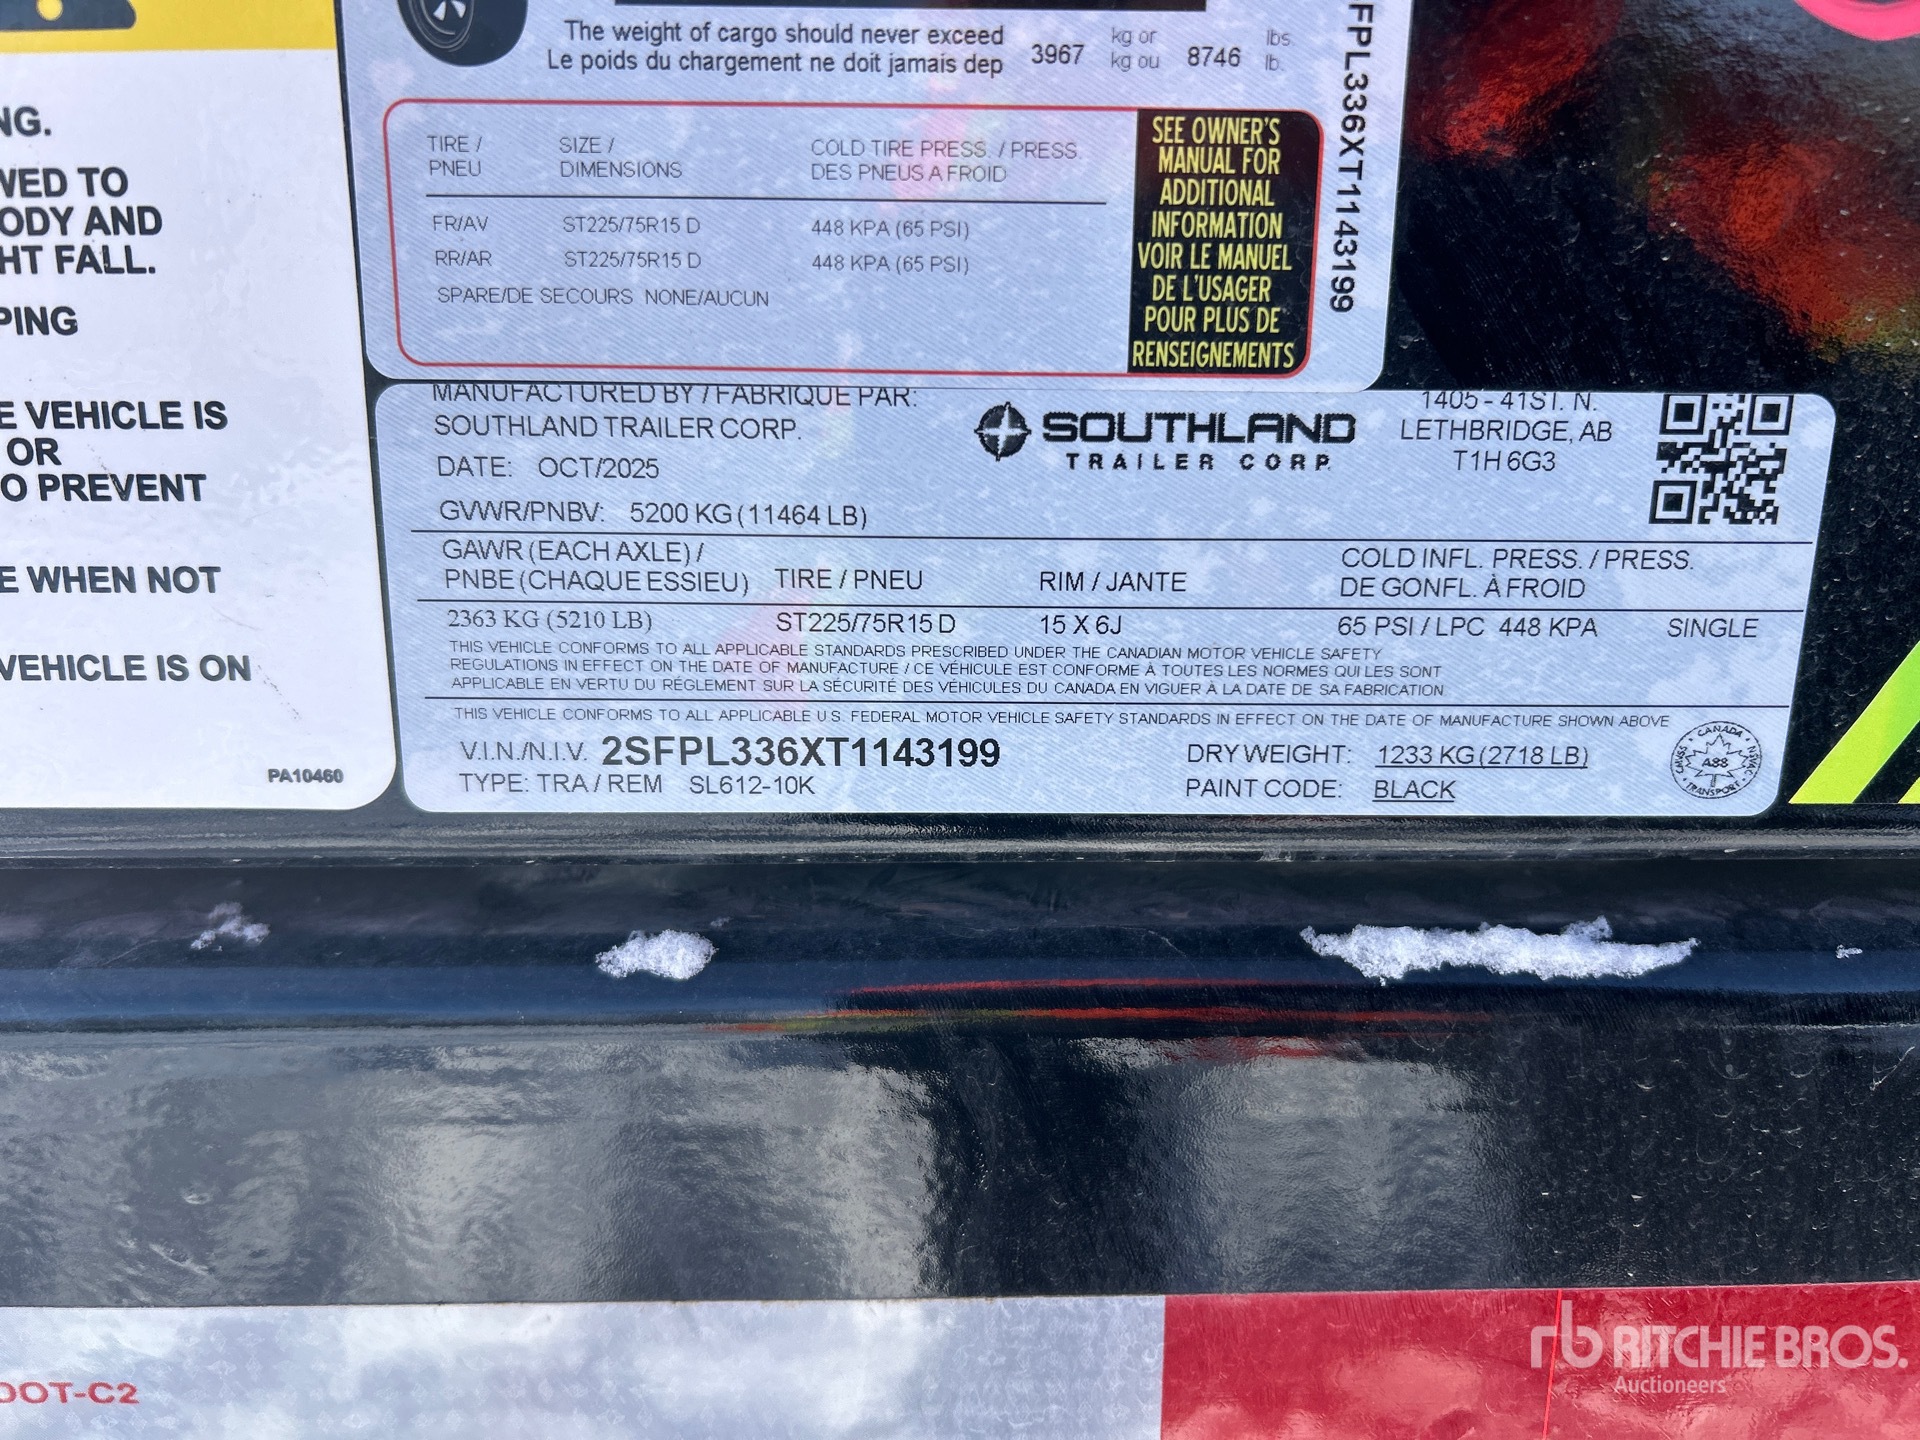 The weight of cargo should never exceed 3967 kg or 8746 lbs
Le poids du chargement ne doit jamais dep kg ou lb.
TIRE / SIZE / COLD TIRE PRESS. / PRESS.
PNEU DIMENSIONS DES PNEUS A FROID
FR/AV ST225/75R15 D 448 KPA (65 PSI)
RR/AR ST225/75R15 D 448 KPA (65 PSI)
SPARE/DE SECOURS NONE/AUCUN
SEE OWNER'S
MANUAL FOR
ADDITIONAL
INFORMATION
VOIR LE MANUEL
DE L'USAGER
POUR PLUS DE
RENSEIGNEMENTS
FPL336XT1143199
NG.
WED TO
ODY AND
HT FALL.
PING
E VEHICLE IS
OR
O PREVENT
E WHEN NOT
VEHICLE IS ON
PA10460
MANUFACTURED BY / FABRIQUE PAR:
SOUTHLAND TRAILER CORP.
DATE: OCT/2025
GVWR/PNBV: 5200 KG (11464 LB)
SOUTHLAND
TRAILER CORP.
1405 - 41ST. N.
LETHBRIDGE, AB
T1H 6G3
GAWR (EACH AXLE) /
PNBE (CHAQUE ESSIEU) TIRE / PNEU RIM / JANTE
COLD INFL. PRESS. / PRESS.
DE GONFL. À FROID
2363 KG (5210 LB) ST225/75R15 D 15 X 6J 65 PSI / LPC 448 KPA SINGLE
THIS VEHICLE CONFORMS TO ALL APPLICABLE STANDARDS PRESCRIBED UNDER THE CANADIAN MOTOR VEHICLE SAFETY
REGULATIONS IN EFFECT ON THE DATE OF MANUFACTURE / CE VÉHICULE EST CONFORME À TOUTES LES NORMES QUI LES SONT
APPLICABLE EN VERTU DU RÉGLEMENT SUR LA SÉCURITÉ DES VÉHICULES DU CANADA EN VIGUER À LA DATE DE SA FABRICATION
THIS VEHICLE CONFORMS TO ALL APPLICABLE U.S. FEDERAL MOTOR VEHICLE SAFETY STANDARDS IN EFFECT ON THE DATE OF MANUFACTURE SHOWN ABOVE
V.I.N./N.I.V. 2SFPL336XT1143199 DRY WEIGHT: 1233 KG (2718 LB)
TYPE: TRA / REM SL612-10K PAINT CODE: BLACK
CANADA
TRANSPORT
DOT-C2
rb RITCHIE BROS.
Auctioneers